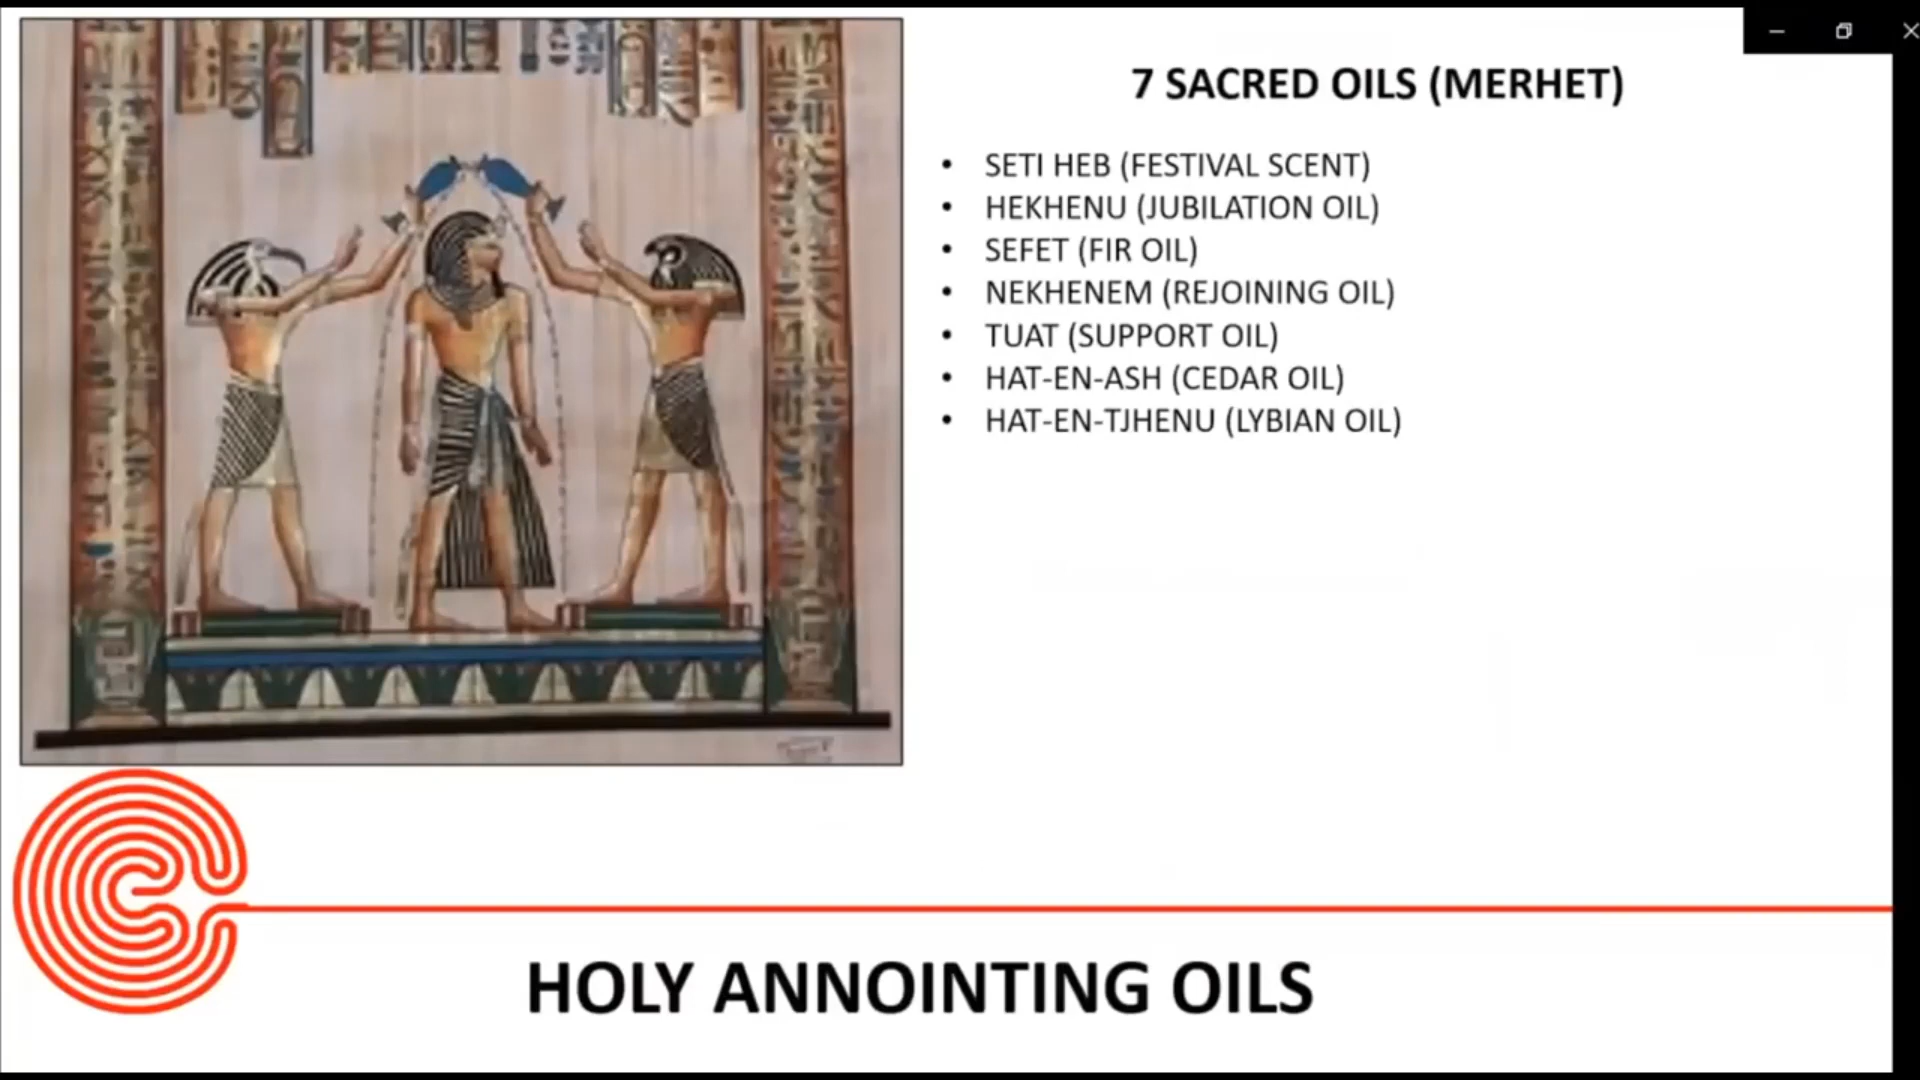 7 SACRED OILS (MERHET)
• SETI HEB (FESTIVAL SCENT)
• HEKHENU (JUBILATION OIL)
• SEFET (FIR OIL)
• NEKHENEM (REJOINING OIL)
• TUAT (SUPPORT OIL)
• HAT-EN-ASH (CEDAR OIL)
• HAT-EN-TJHENU (LYBIAN OIL)
HOLY ANNOINTING OILS